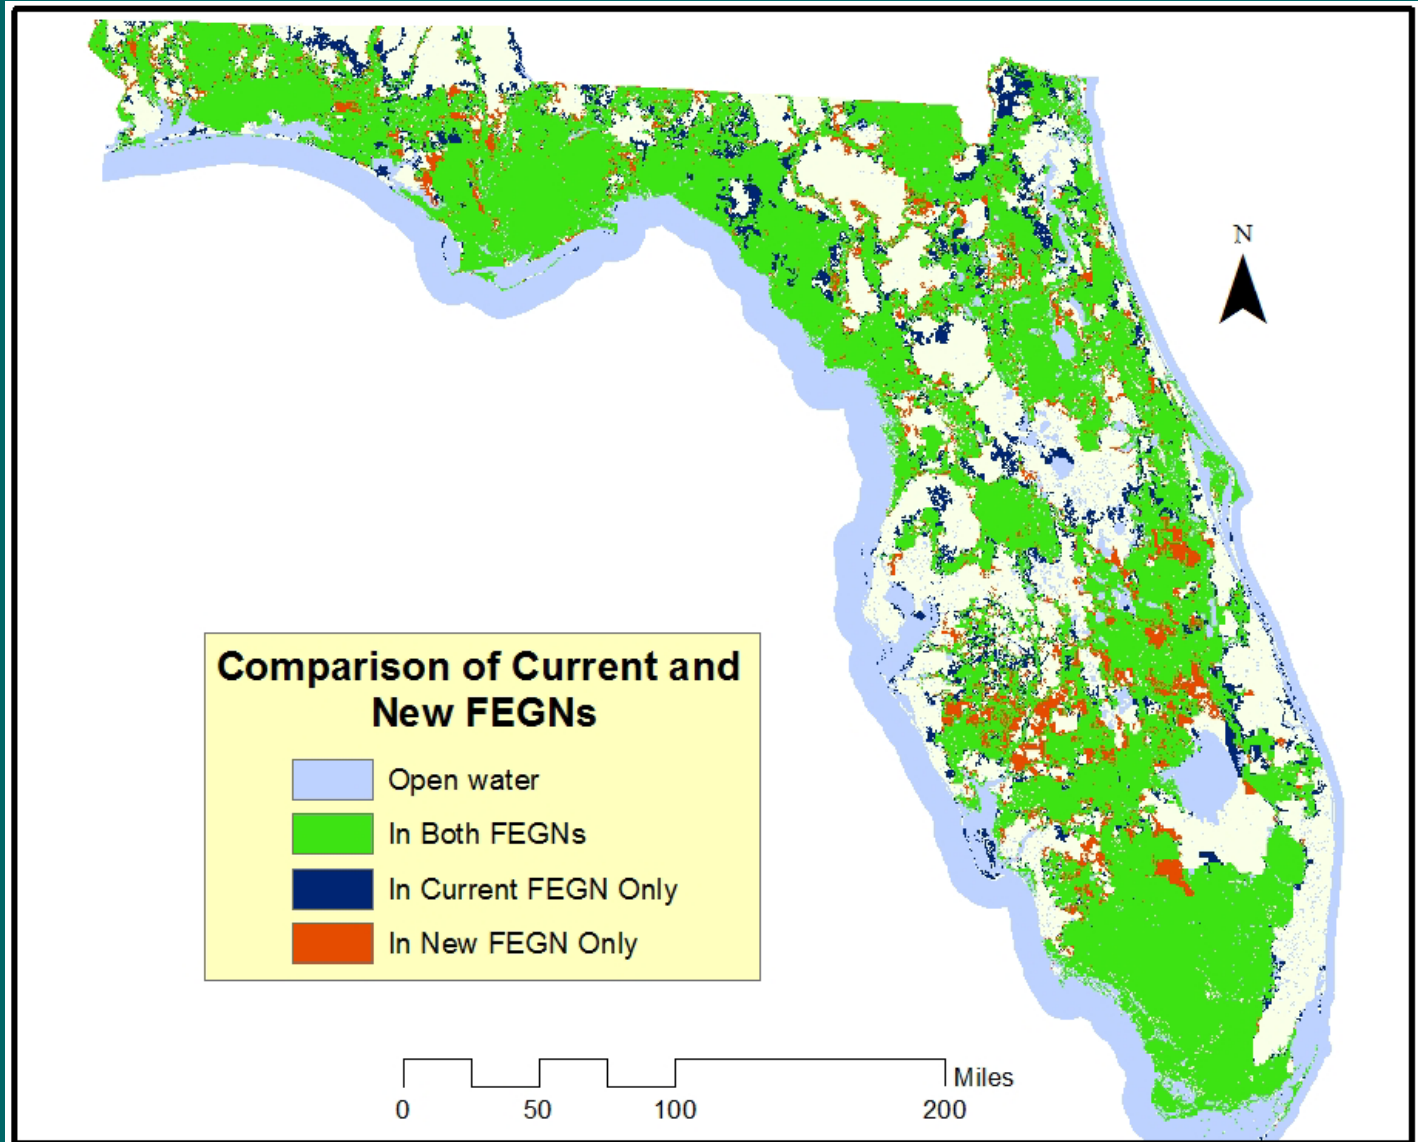 N
Comparison of Current and
New FEGNs
Open water
In Both FEGNs
In Current FEGN Only
In New FEGN Only
Miles
0 50 100 200